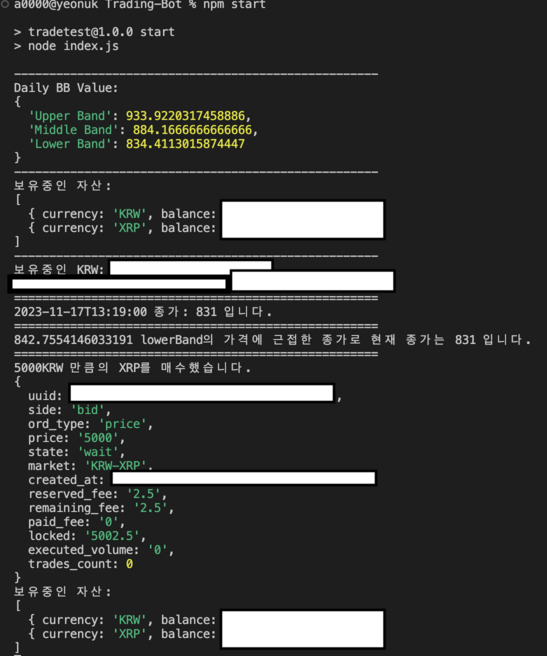 a0000@yeonuk Trading-Bot % npm start
> tradetest@1.0.0 start
> node index.js
----------------------------------------------------
Daily BB Value:
{
  'Upper Band': 933.9220317458886,
  'Middle Band': 884.1666666666666,
  'Lower Band': 834.4113015874447
}
----------------------------------------------------
보유중인 자산:
[
  { currency: 'KRW', balance:
  { currency: 'XRP', balance:
]
----------------------------------------------------
보유중인 KRW:
====================================================
2023-11-17T13:19:00 종가: 831 입니다.
====================================================
842.7554146033191 lowerBand의 가격에 근접한 종가로 현재 종가는 831 입니다.
====================================================
5000KRW 만큼의 XRP를 매수했습니다.
{
  uuid: ,
  side: 'bid',
  ord_type: 'price',
  price: '5000',
  state: 'wait',
  market: 'KRW-XRP',
  created_at:
  reserved_fee: '2.5',
  remaining_fee: '2.5',
  paid_fee: '0',
  locked: '5002.5',
  executed_volume: '0',
  trades_count: 0
}
보유중인 자산:
[
  { currency: 'KRW', balance:
  { currency: 'XRP', balance:
]